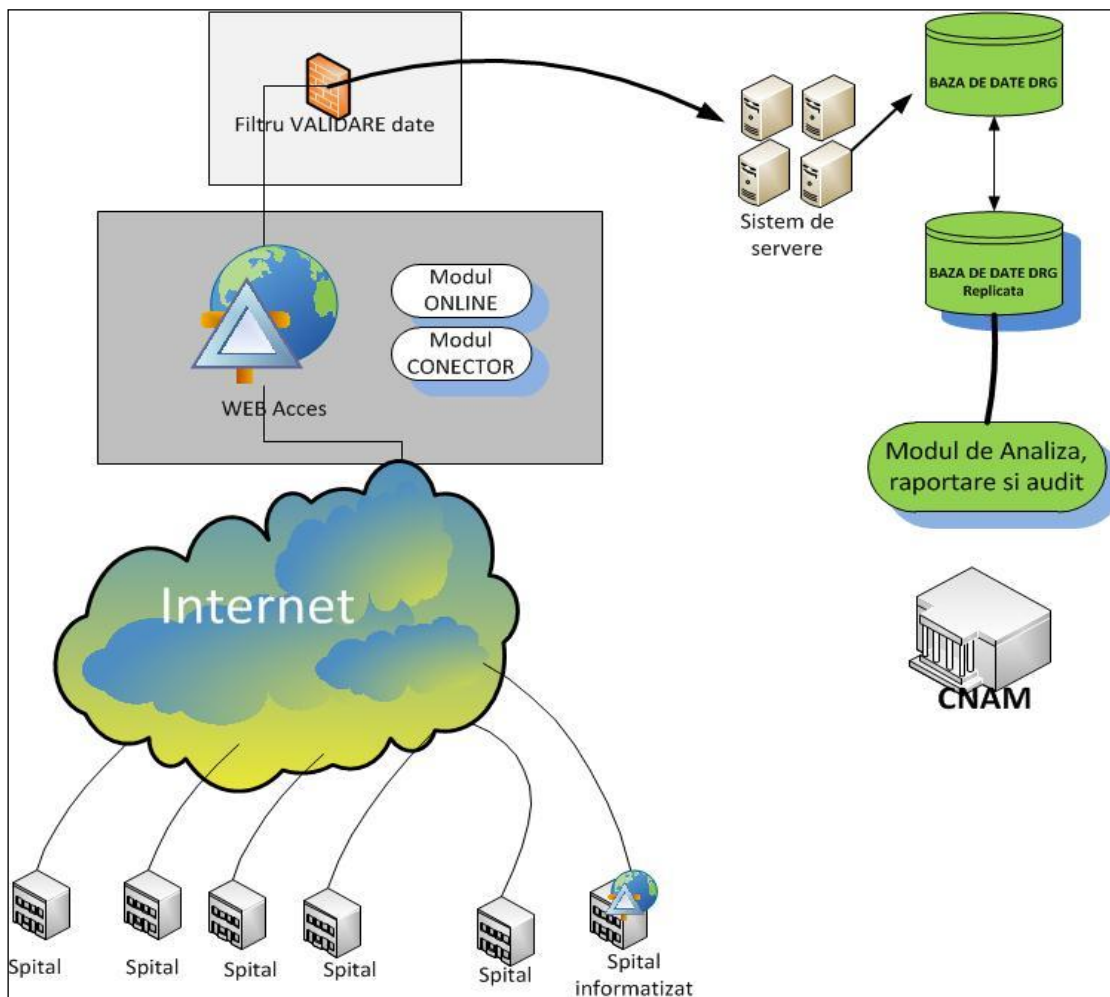 Filtru VALIDARE date
BAZA DE DATE DRG
Sistem de
servere
BAZA DE DATE DRG
Replicata
Modul
ONLINE
Modul
CONECTOR
WEB Acces
Modul de Analiza,
raportare si audit
Internet
CNAM
Spital
Spital
Spital
Spital
Spital
Spital
informatizat